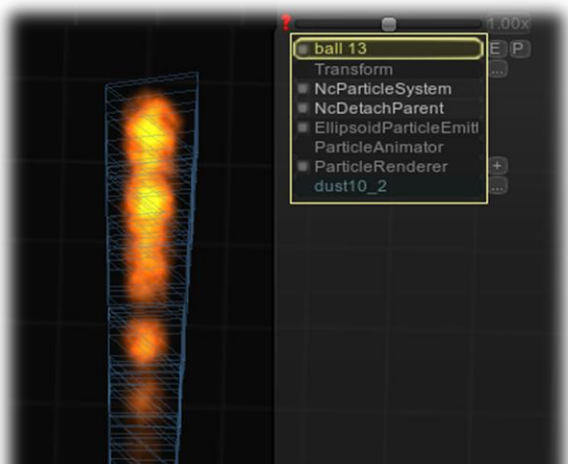 ? 1.00x
ball 13 E P
Transform ...
NcParticleSystem
NcDetachParent
EllipsoidParticleEmitt
ParticleAnimator
ParticleRenderer +
dust10_2 ...